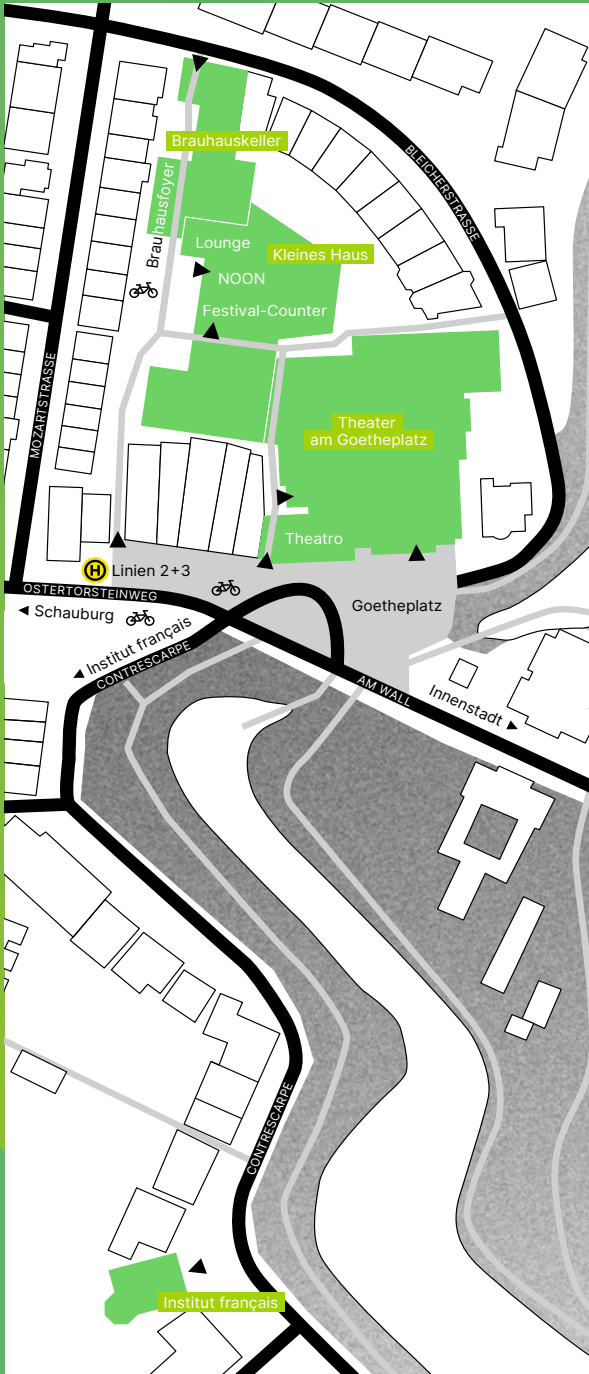 Brauhauskeller
BLEICHERSTRASSE
Brauhausfoyer
Lounge
Kleines Haus
NOON
Festival-Counter
MOZARTSTRASSE
Theater
am Goetheplatz
Theatro
H Linien 2+3
OSTERTORSTEINWEG
Goetheplatz
Schauburg
Institut français
CONTRESCARPE
AM WALL
Innenstadt
CONTRESCARPE
Institut français